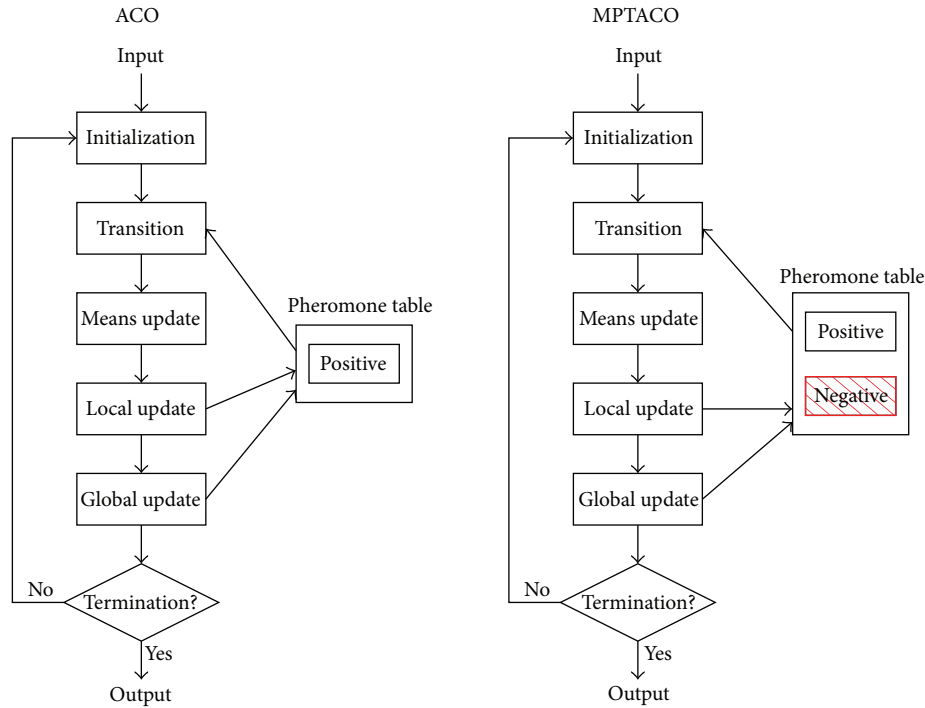 ACO
Input
Initialization
Transition
Means update
Local update
Global update
Termination?
No
Yes
Output
Pheromone table
Positive
MPTACO
Input
Initialization
Transition
Means update
Local update
Global update
Termination?
No
Yes
Output
Pheromone table
Positive
Negative